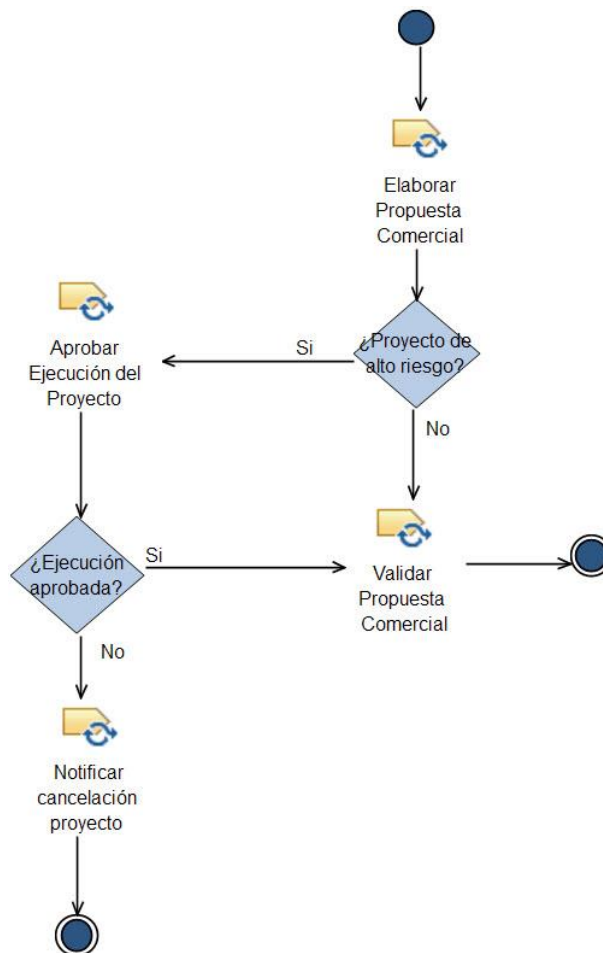 Elaborar
Propuesta
Comercial
¿Proyecto de
alto riesgo?
Si
Aprobar
Ejecución del
Proyecto
No
¿Ejecución
aprobada?
Si
Validar
Propuesta
Comercial
No
Notificar
cancelación
proyecto